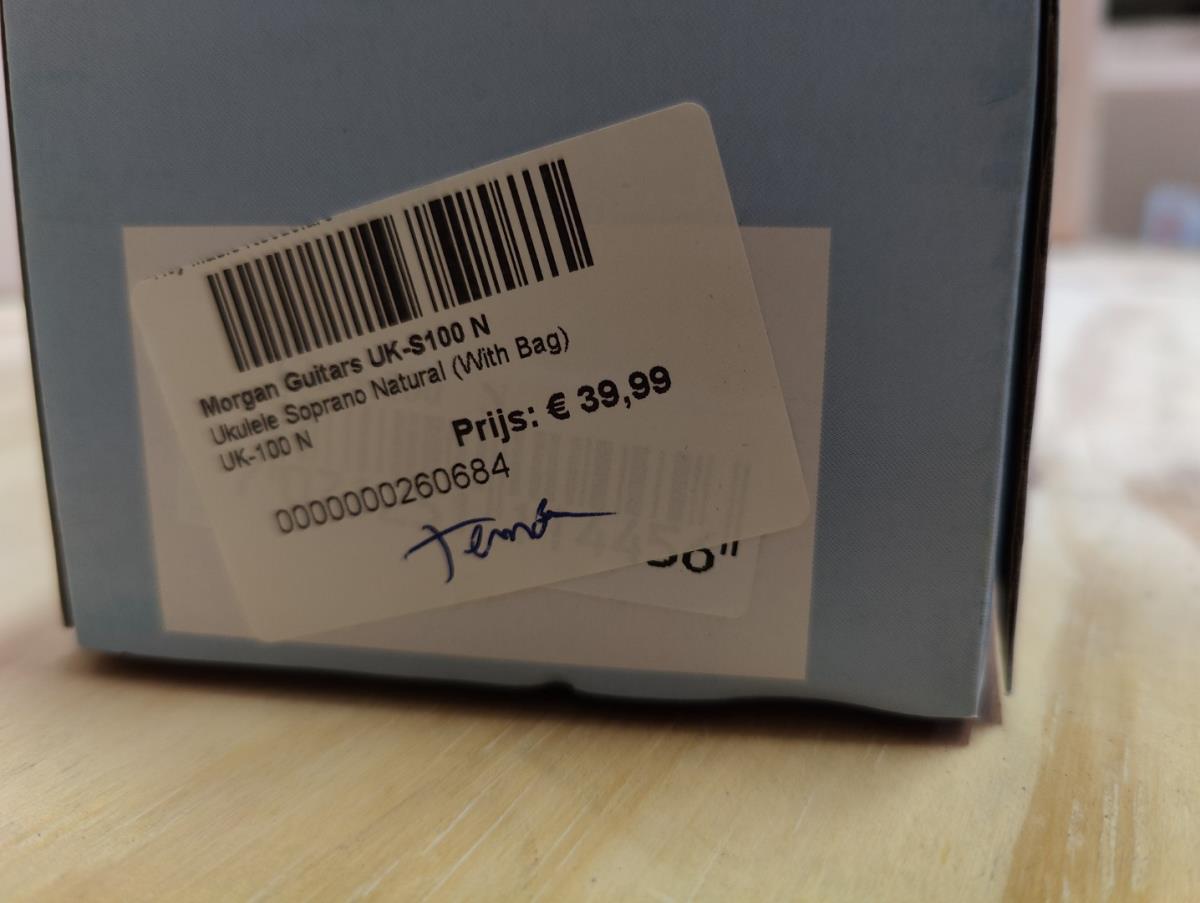 Morgan Guitars UK-S100 N
Ukulele Soprano Natural (With Bag)
UK-100 N
Prijs: € 39,99
0000000260684